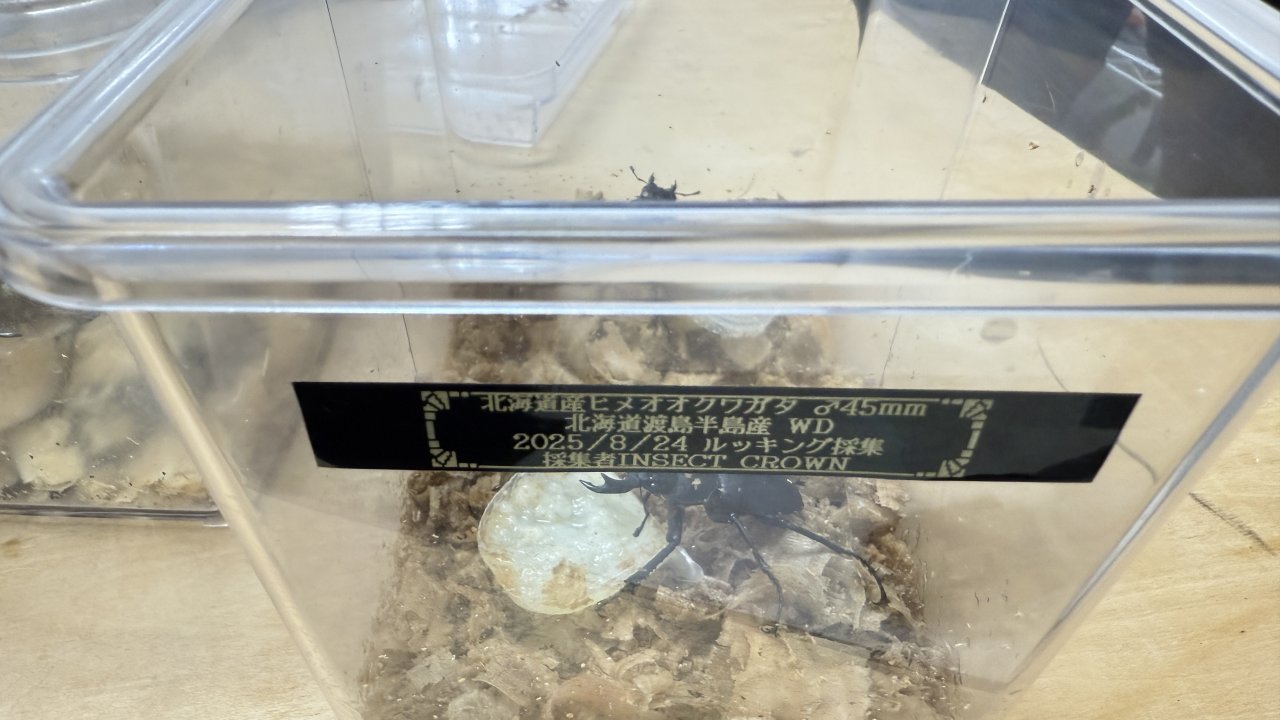 北海道産ヒメオオクワガタ ♂45mm
北海道渡島半島産 WD
2025/8/24 ルッキング採集
採集者INSECT CROWN